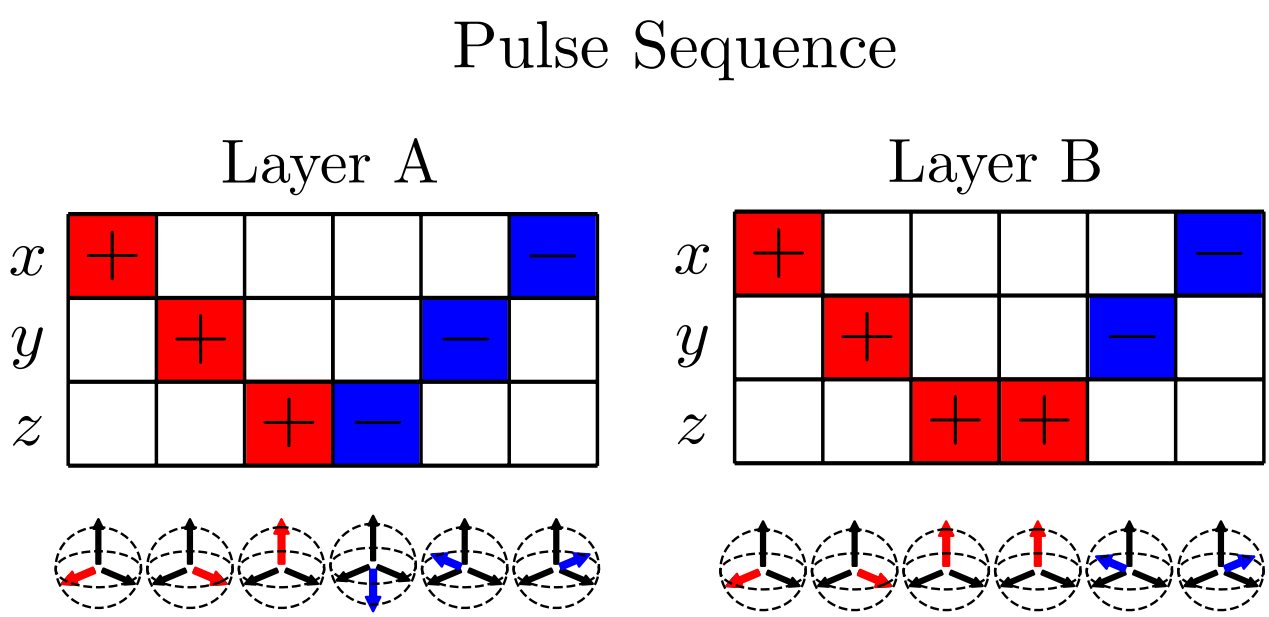 Pulse Sequence
Layer A
Layer B
x + −
y + −
z + −
x + −
y + −
z + +